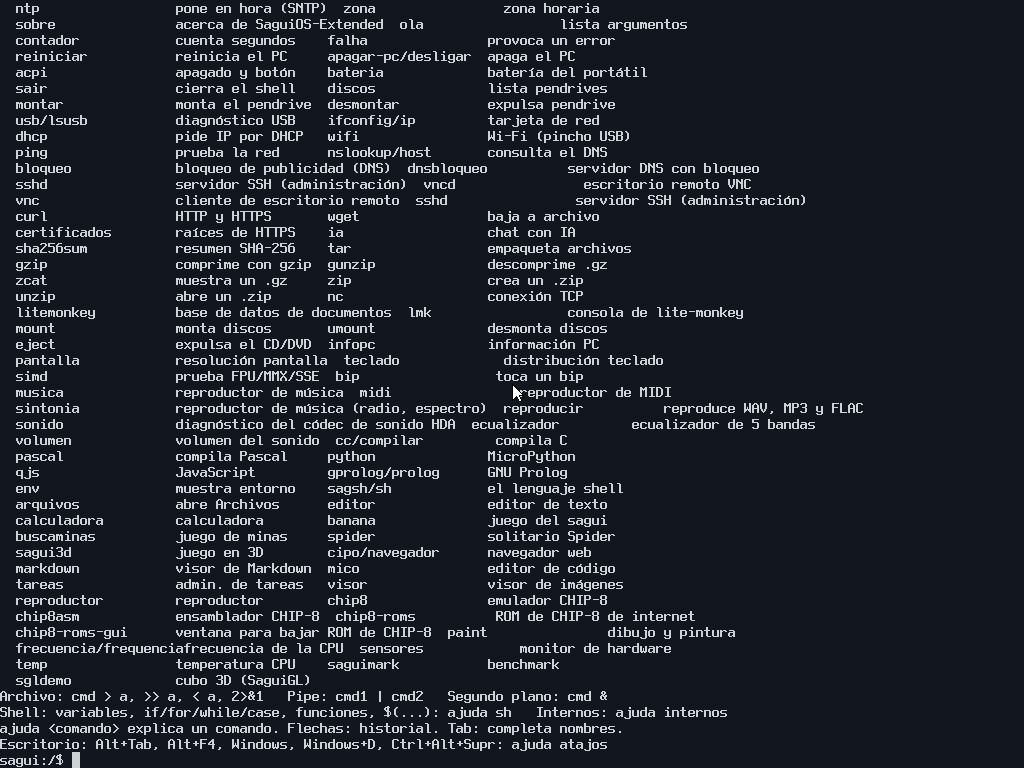 ntp pone en hora (SNTP) zona zona horaria
sobre acerca de SaguiOS-Extended ola lista argumentos
contador cuenta segundos falha provoca un error
reiniciar reinicia el PC apagar-pc/desligar apaga el PC
acpi apagado y botón bateria batería del portátil
sair cierra el shell discos lista pendrives
montar monta el pendrive desmontar expulsa pendrive
usb/lsusb diagnóstico USB ifconfig/ip tarjeta de red
dhcp pide IP por DHCP wifi Wi-Fi (pincho USB)
ping prueba la red nslookup/host consulta el DNS
bloqueo bloqueo de publicidad (DNS) dnsbloqueo servidor DNS con bloqueo
sshd servidor SSH (administración) vncd escritorio remoto VNC
vnc cliente de escritorio remoto sshd servidor SSH (administración)
curl HTTP y HTTPS wget baja a archivo
certificados raíces de HTTPS ia chat con IA
sha256sum resumen SHA-256 tar empaqueta archivos
gzip comprime con gzip gunzip descomprime .gz
zcat muestra un .gz zip crea un .zip
unzip abre un .zip nc conexión TCP
litemonkey base de datos de documentos lmk consola de lite-monkey
mount monta discos umount desmonta discos
eject expulsa el CD/DVD infopc información PC
pantalla resolución pantalla teclado distribución teclado
simd prueba FPU/MMX/SSE bip toca un bip
musica reproductor de música midi reproductor de MIDI
sintonia reproductor de música (radio, espectro) reproducir reproduce WAV, MP3 y FLAC
sonido diagnóstico del códec de sonido HDA ecualizador ecualizador de 5 bandas
volumen volumen del sonido cc/compilar compila C
pascal compila Pascal python MicroPython
qjs JavaScript gprolog/prolog GNU Prolog
env muestra entorno sagsh/sh el lenguaje shell
arquivos abre Archivos editor editor de texto
calculadora calculadora banana juego del sagui
buscaminas juego de minas spider solitario Spider
sagui3d juego en 3D cipo/navegador navegador web
markdown visor de Markdown mico editor de código
tareas admin. de tareas visor visor de imágenes
reproductor reproductor chip8 emulador CHIP-8
chip8asm ensamblador CHIP-8 chip8-roms ROM de CHIP-8 de internet
chip8-roms-gui ventana para bajar ROM de CHIP-8 paint dibujo y pintura
frecuencia/frequenciafrecuencia de la CPU sensores monitor de hardware
temp temperatura CPU saguimark benchmark
sgldemo cubo 3D (SaguiGL)
Archivo: cmd > a, >> a, < a, 2>&1 Pipe: cmd1 | cmd2 Segundo plano: cmd &
Shell: variables, if/for/while/case, funciones, $(...): ajuda sh Internos: ajuda internos
ajuda <comando> explica un comando. Flechas: historial. Tab: completa nombres.
Escritorio: Alt+Tab, Alt+F4, Windows, Windows+D, Ctrl+Alt+Supr: ajuda atajos
sagui:/$